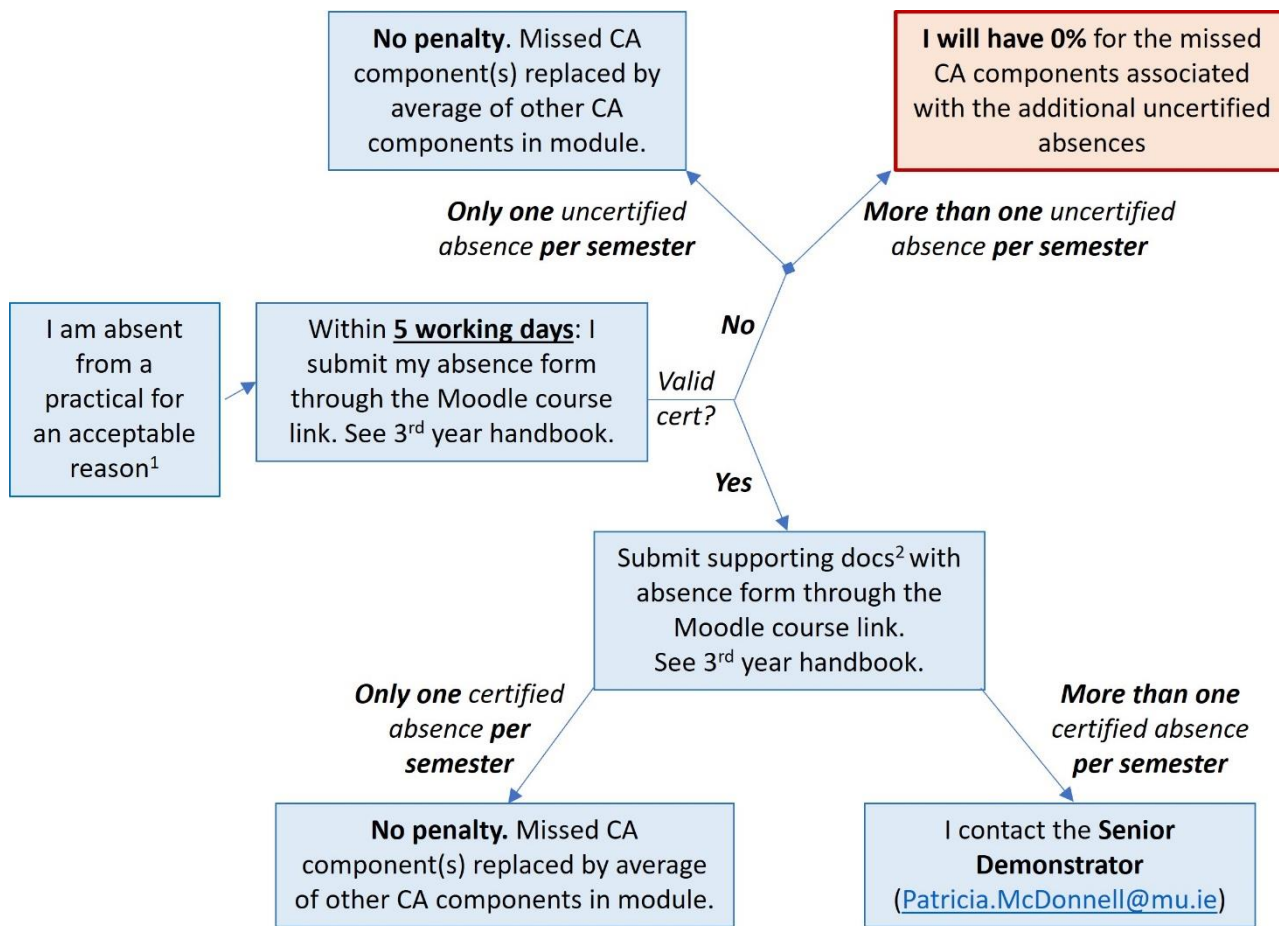 No penalty. Missed CA
component(s) replaced by
average of other CA
components in module.
I will have 0% for the missed
CA components associated
with the additional uncertified
absences
Only one uncertified
absence per semester
More than one uncertified
absence per semester
I am absent
from a
practical for
an acceptable
reason¹
Within 5 working days: I
submit my absence form
through the Moodle course
link. See 3rd year handbook.
Valid
cert?
No
Yes
Submit supporting docs² with
absence form through the
Moodle course link.
See 3rd year handbook.
Only one certified
absence per
semester
More than one
certified absence
per semester
No penalty. Missed CA
component(s) replaced by average
of other CA components in module.
I contact the Senior
Demonstrator
(Patricia.McDonnell@mu.ie)